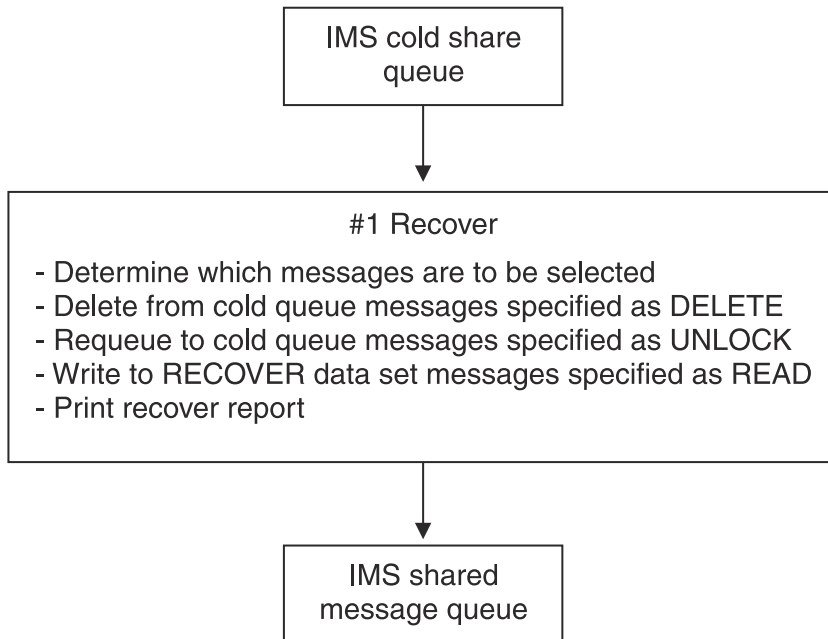 IMS cold share
queue
#1 Recover
- Determine which messages are to be selected
- Delete from cold queue messages specified as DELETE
- Requeue to cold queue messages specified as UNLOCK
- Write to RECOVER data set messages specified as READ
- Print recover report
IMS shared
message queue